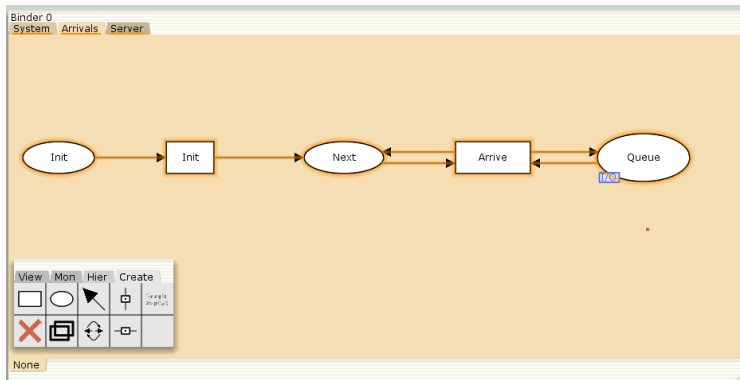 Binder 0
System Arrivals Server
Init Init Next Arrive Queue
I/O
View Mon Hier Create
None